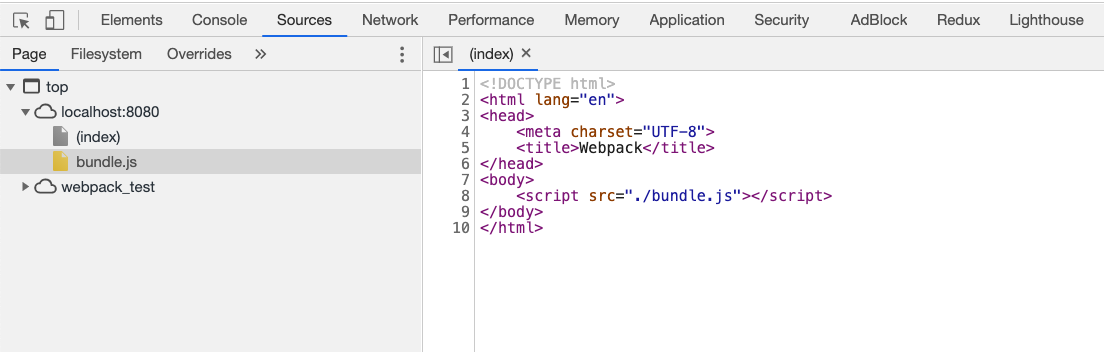 Elements Console Sources Network Performance Memory Application Security AdBlock Redux Lighthouse
Page Filesystem Overrides »
(index) ×
top
localhost:8080
(index)
bundle.js
webpack_test
1 <!DOCTYPE html>
2 <html lang="en">
3 <head>
4     <meta charset="UTF-8">
5     <title>Webpack</title>
6 </head>
7 <body>
8     <script src="./bundle.js"></script>
9 </body>
10 </html>